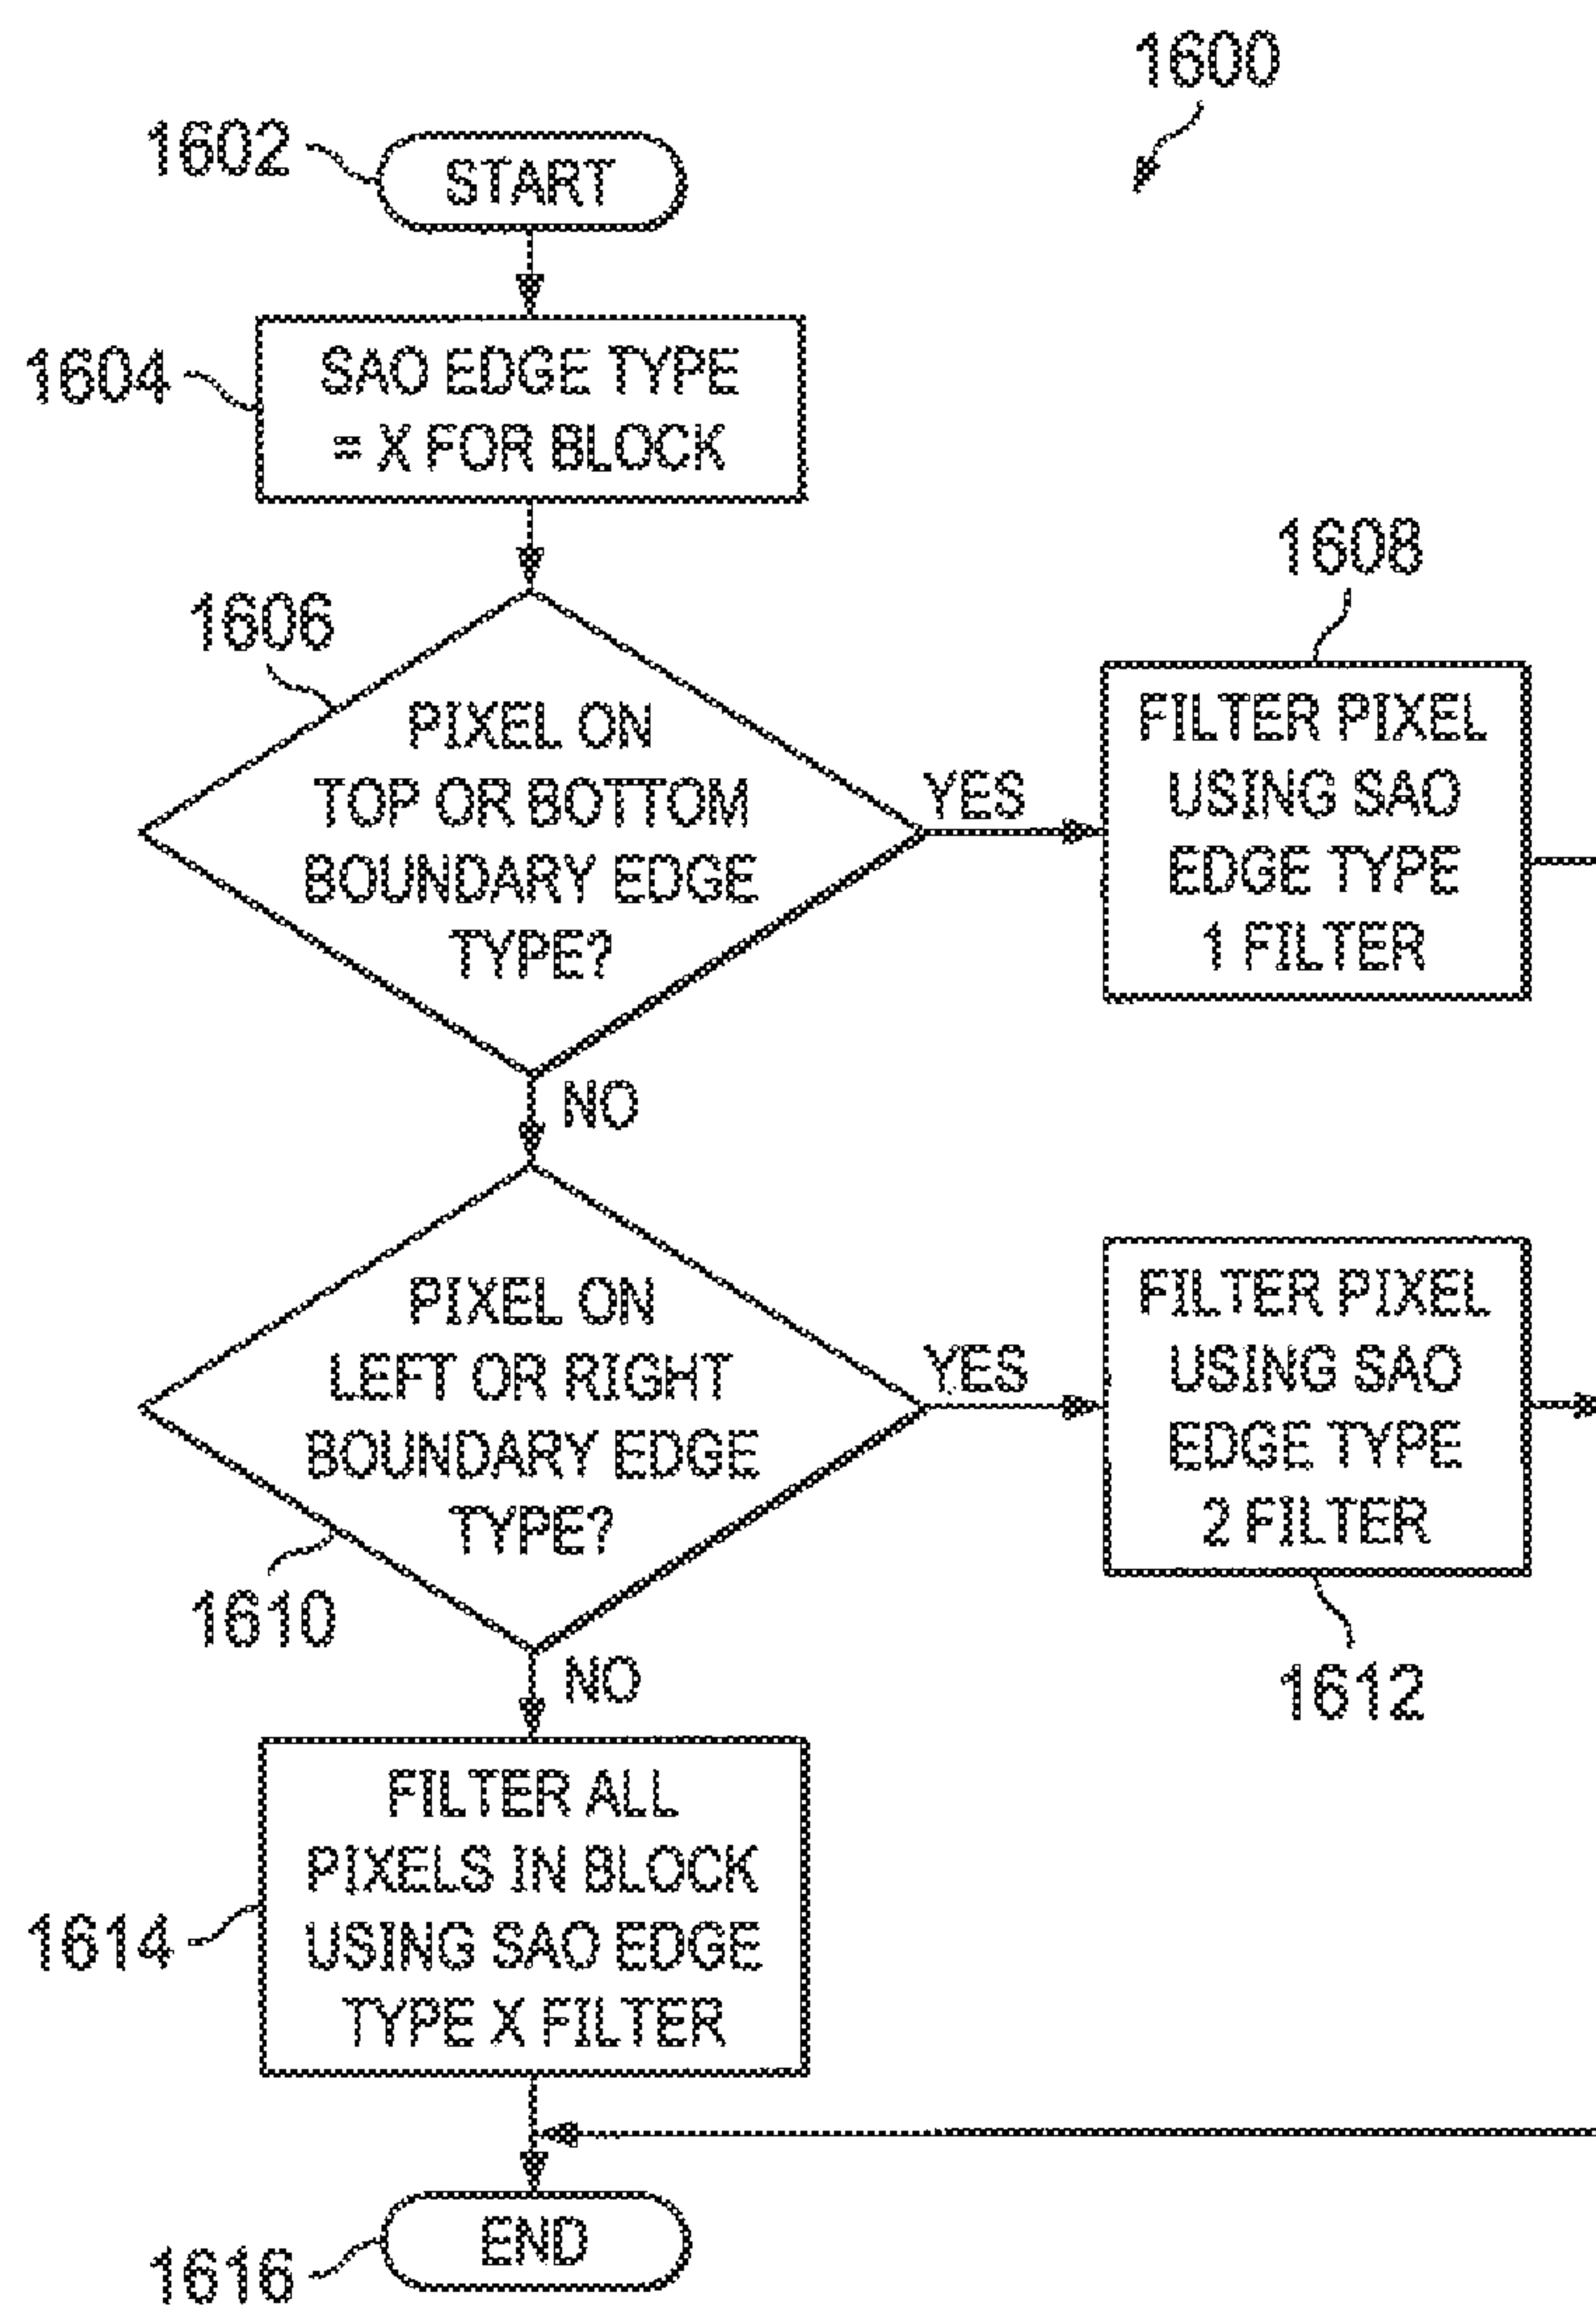 1600
1602
START
1604
SAO EDGE TYPE
= X FOR BLOCK
1606
PIXEL ON
TOP OR BOTTOM
BOUNDARY EDGE
TYPE?
YES
1608
FILTER PIXEL
USING SAO
EDGE TYPE
1 FILTER
NO
PIXEL ON
LEFT OR RIGHT
BOUNDARY EDGE
TYPE?
1610
YES
FILTER PIXEL
USING SAO
EDGE TYPE
2 FILTER
1612
NO
FILTER ALL
PIXELS IN BLOCK
USING SAO EDGE
TYPE X FILTER
1614
END
1616